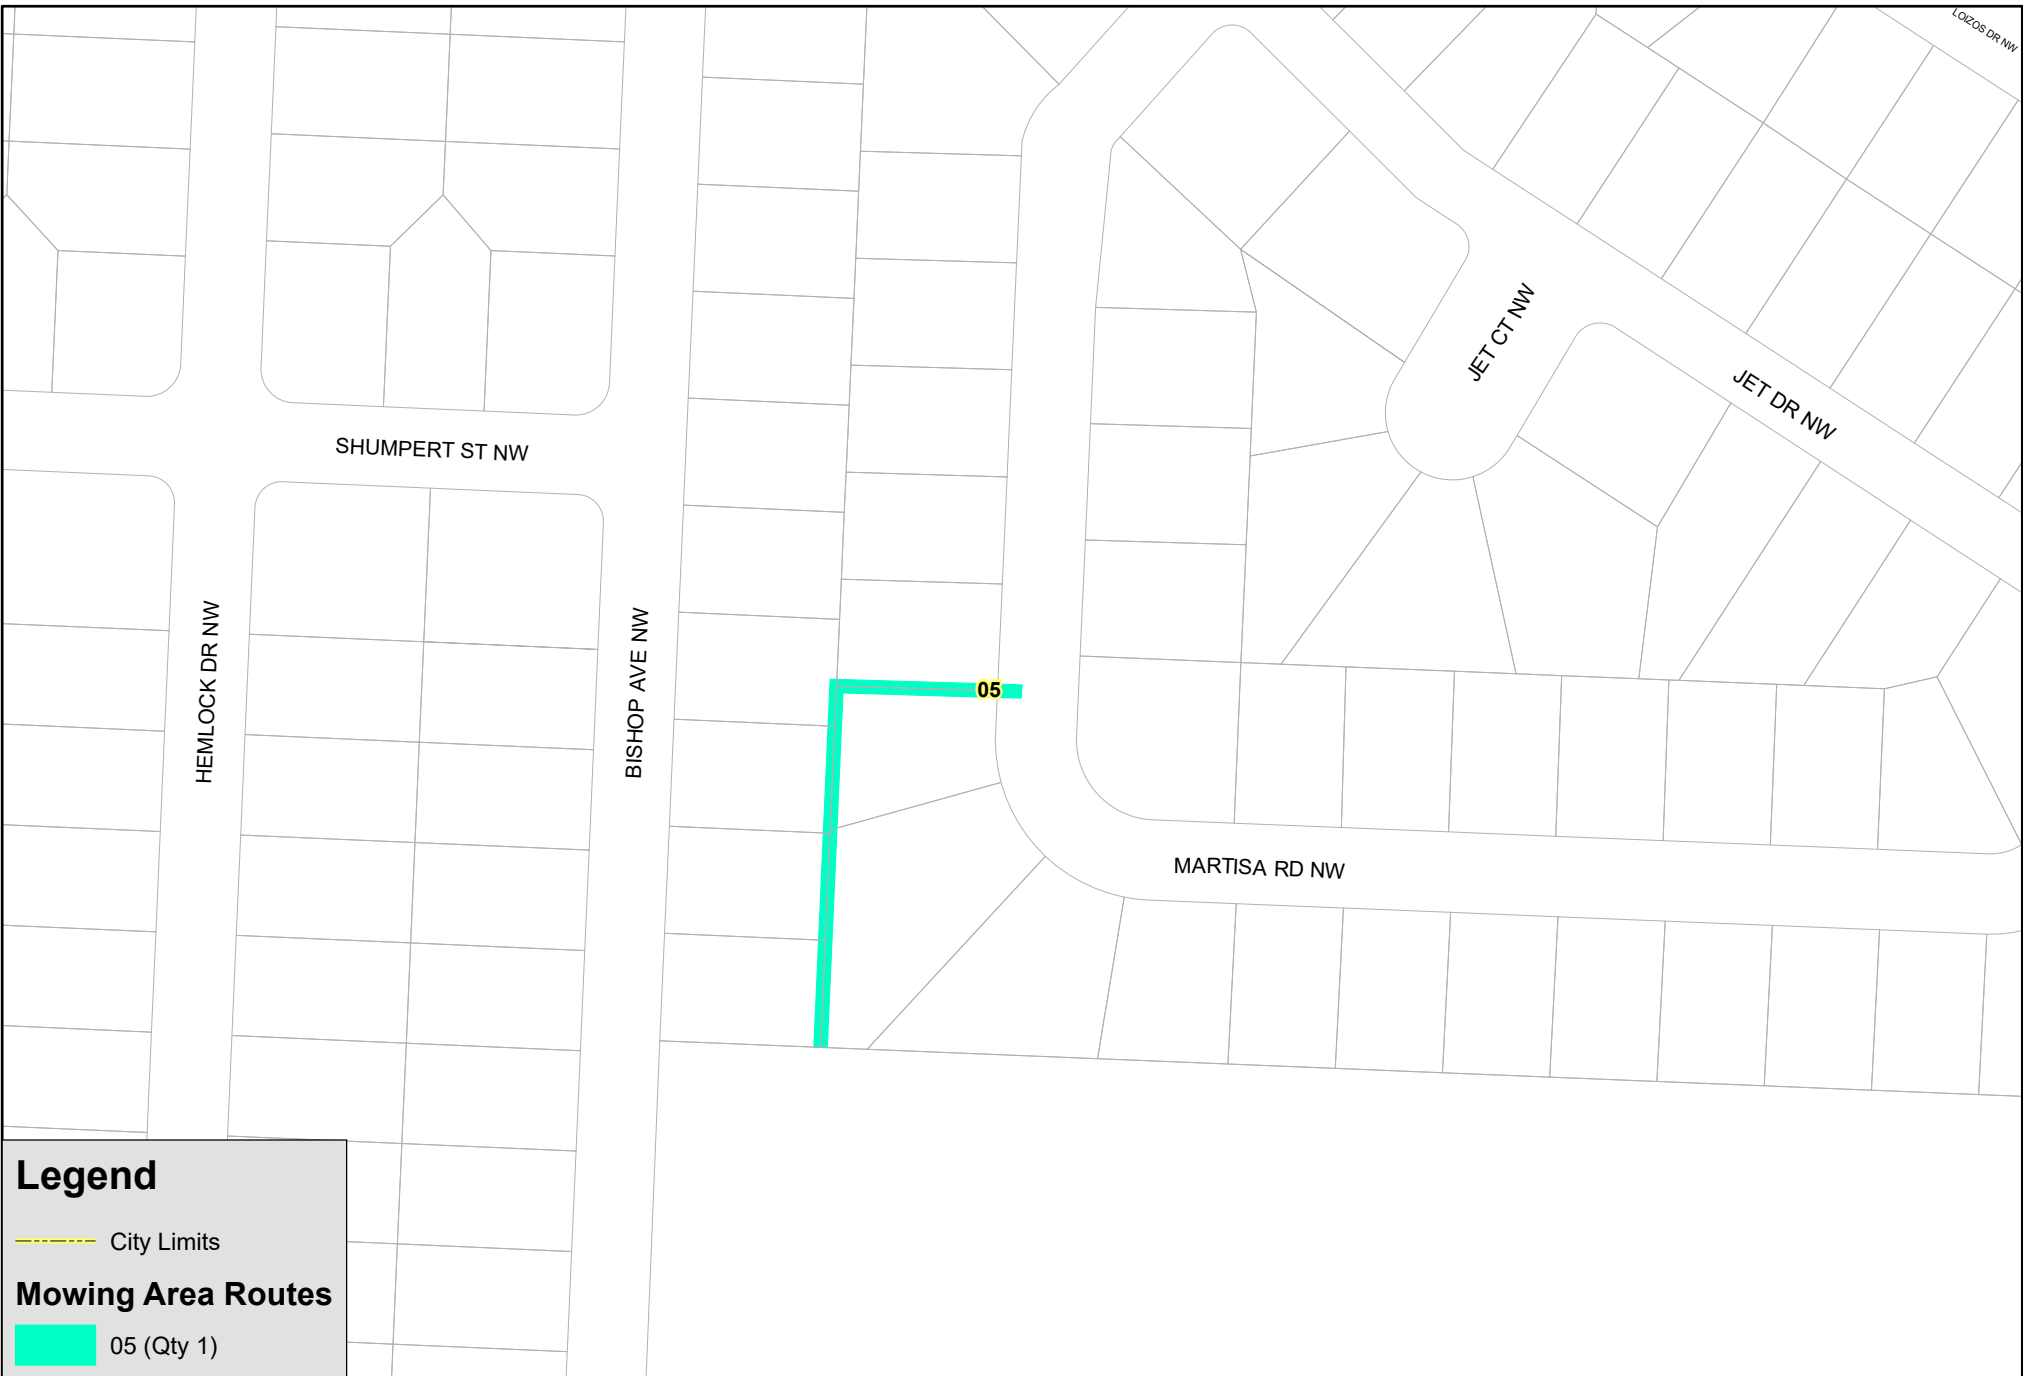 LOIZOS DR NW
JET CT NW
JET DR NW
SHUMPERT ST NW
HEMLOCK DR NW
BISHOP AVE NW
05
MARTISA RD NW
Legend
City Limits
Mowing Area Routes
05 (Qty 1)